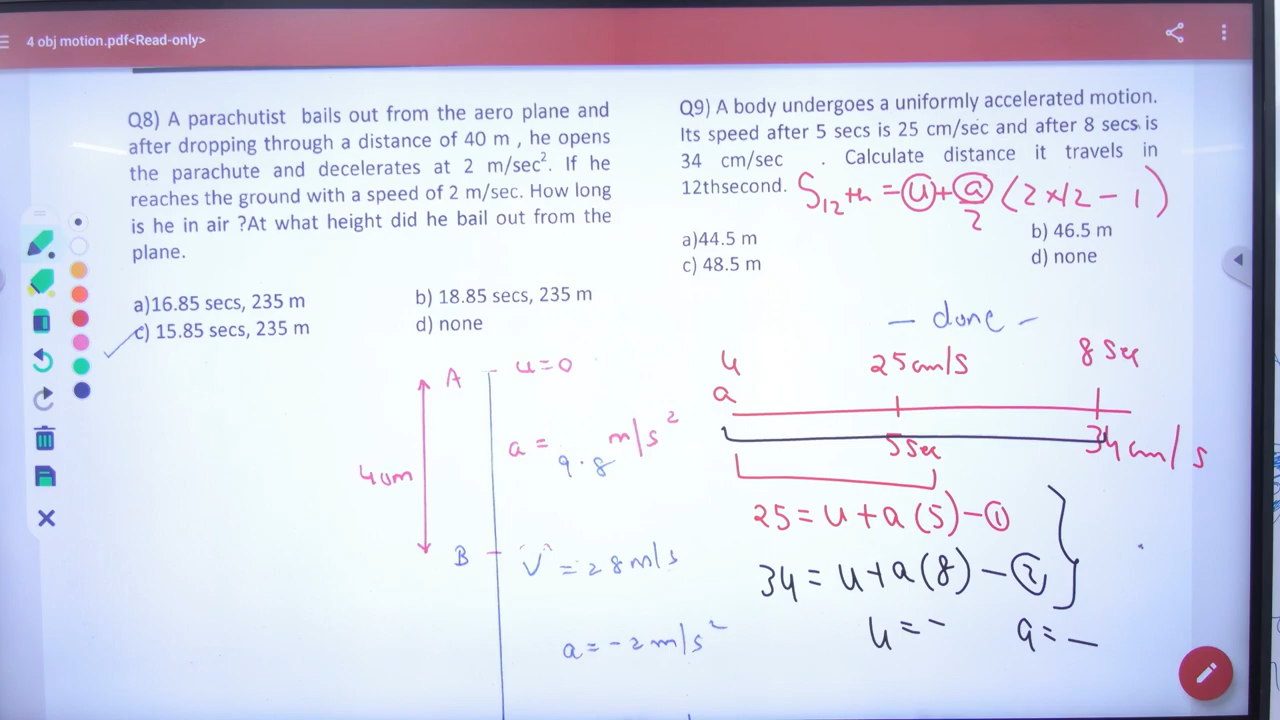 4 obj motion.pdf<Read-only>
Q8) A parachutist bails out from the aero plane and
after dropping through a distance of 40 m , he opens
the parachute and decelerates at 2 m/sec². If he
reaches the ground with a speed of 2 m/sec. How long
is he in air ?At what height did he bail out from the
plane.
a)16.85 secs, 235 m
b) 18.85 secs, 235 m
c) 15.85 secs, 235 m
d) none
A
u=0
a = 9.8 m/s²
40m
B
V = 28m/s
a = -2m/s²
Q9) A body undergoes a uniformly accelerated motion.
Its speed after 5 secs is 25 cm/sec and after 8 secs is
34 cm/sec . Calculate distance it travels in
12thsecond.
S12th = u + a/2 (2×12 - 1)
a)44.5 m
b) 46.5 m
c) 48.5 m
d) none
- done -
u
25cm/s
8 Sec
a
5 Sec
34cm/s
25 = u + a (5) - ①
34 = u + a (8) - ②
u = -
a = -